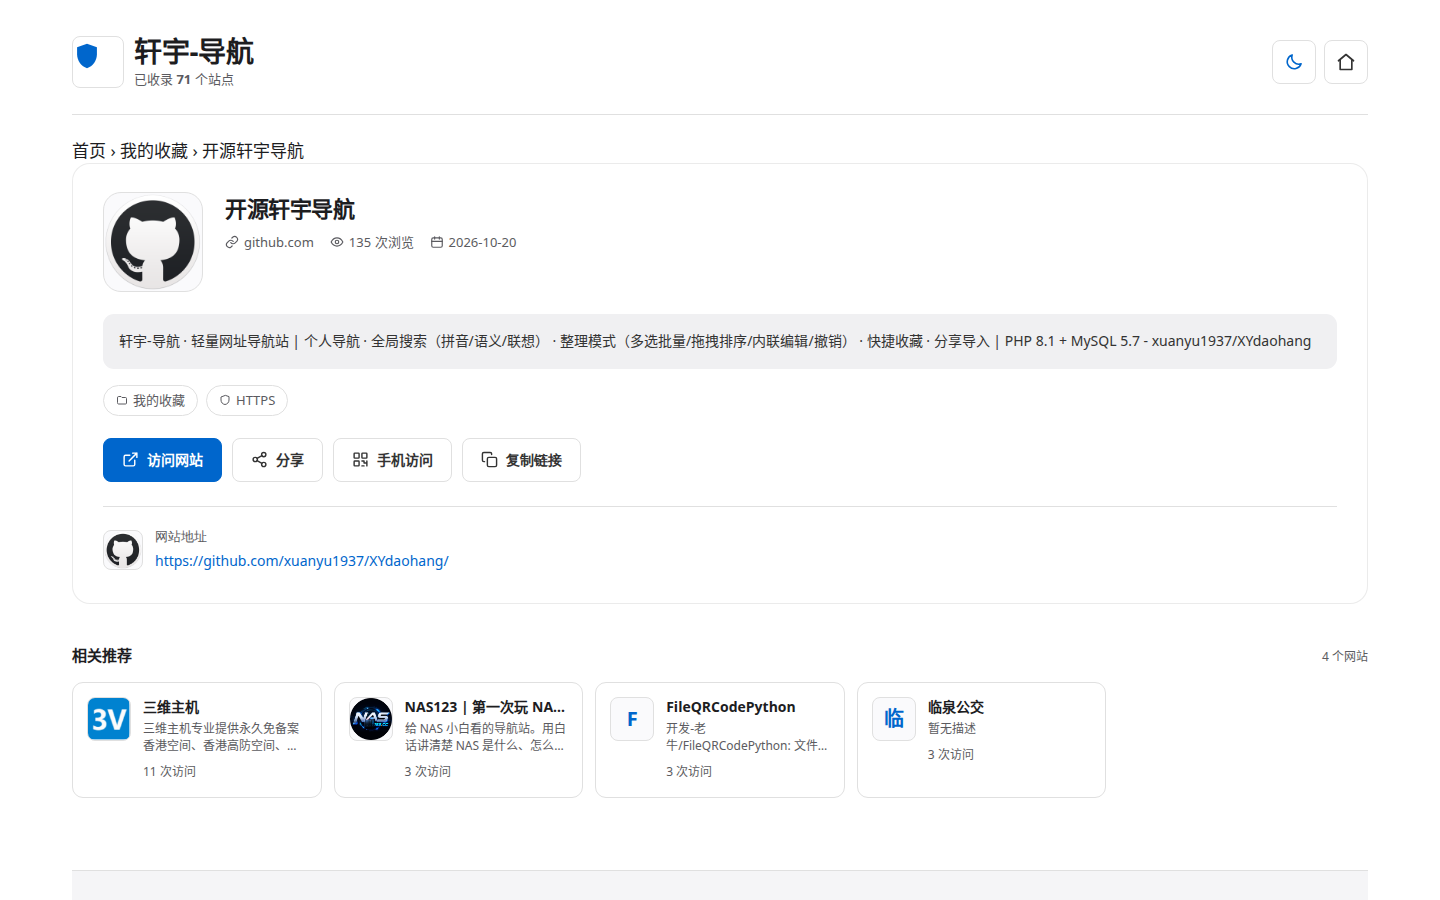 轩宇-导航
已收录 71 个站点
首页 › 我的收藏 › 开源轩宇导航
开源轩宇导航
github.com 135 次浏览 2026-10-20
轩宇-导航 · 轻量网址导航站 | 个人导航 · 全局搜索（拼音/语义/联想） · 整理模式（多选批量/拖拽排序/内联编辑/撤销） · 快捷收藏 · 分享导入 | PHP 8.1 + MySQL 5.7 - xuanyu1937/XYdaohang
我的收藏 HTTPS
访问网站 分享 手机访问 复制链接
网站地址
https://github.com/xuanyu1937/XYdaohang/
相关推荐
4 个网站
3V
三维主机
三维主机专业提供永久免备案
香港空间、香港高防空间、...
11 次访问
NAS
NAS123 | 第一次玩 NA...
给 NAS 小白看的导航站。用白
话讲清楚 NAS 是什么、怎么...
3 次访问
F
FileQRCodePython
开发-老
牛/FileQRCodePython: 文件...
3 次访问
临
临泉公交
暂无描述
3 次访问